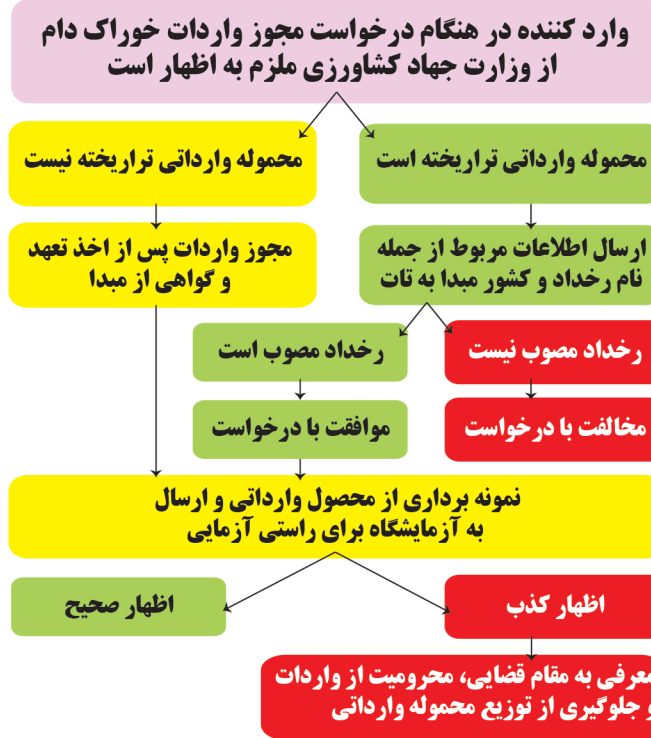 وارد کننده در هنگام درخواست مجوز واردات خوراک دام
از وزارت جهاد کشاورزی ملزم به اظهار است
محموله وارداتی تراریخته است
محموله وارداتی تراریخته نیست
ارسال اطلاعات مربوط از جمله
نام رخداد و کشور مبدا به تات
مجوز واردات پس از اخذ تعهد
و گواهی از مبدا
رخداد مصوب نیست
رخداد مصوب است
مخالفت با درخواست
موافقت با درخواست
نمونه برداری از محصول وارداتی و ارسال
به آزمایشگاه برای راستی آزمایی
اظهار کذب
اظهار صحیح
معرفی به مقام قضایی، محرومیت از واردات
و جلوگیری از توزیع محموله وارداتی